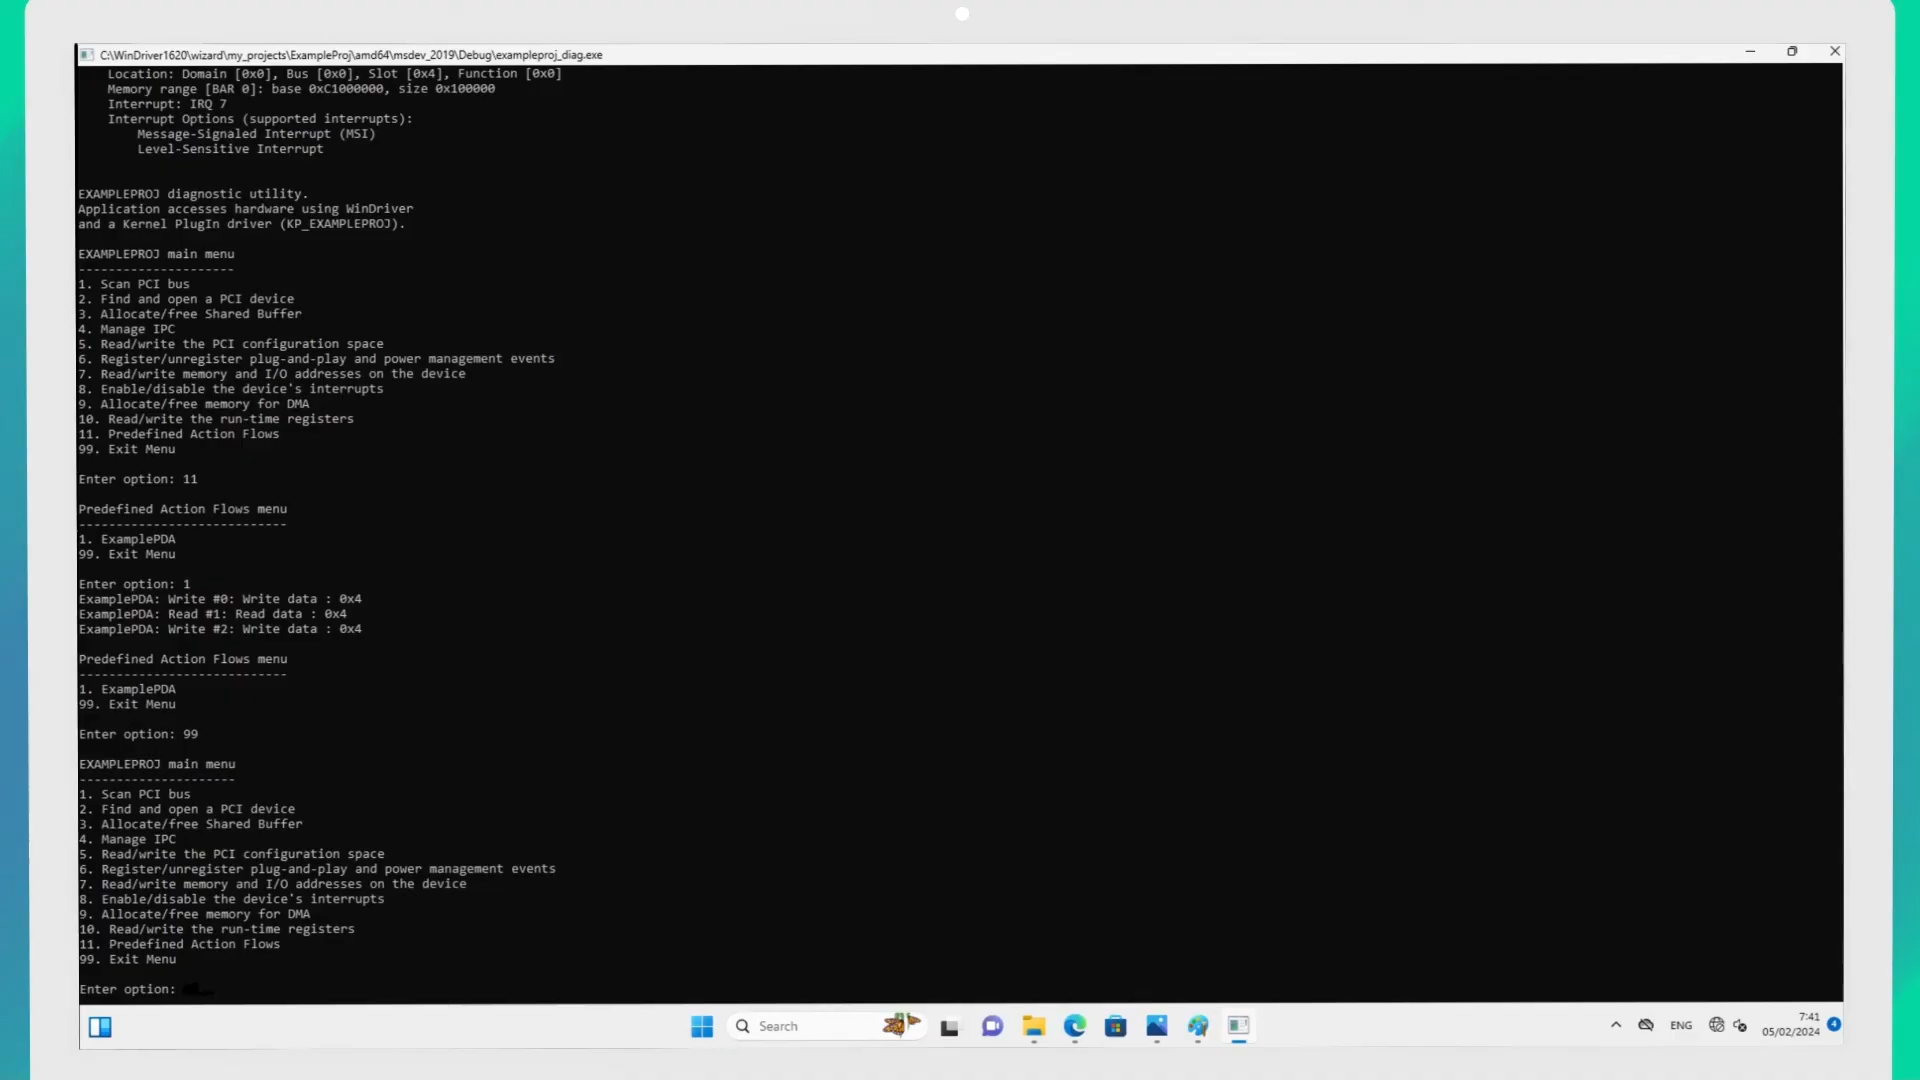 C:\WinDriver1620\wizard\my_projects\ExampleProj\amd64\msdev_2019\Debug\exampleproj_diag.exe
Location: Domain [0x0], Bus [0x0], Slot [0x4], Function [0x0]
Memory range [BAR 0]: base 0xC1000000, size 0x100000
Interrupt: IRQ 7
Interrupt Options (supported interrupts):
Message-Signaled Interrupt (MSI)
Level-Sensitive Interrupt
EXAMPLEPROJ diagnostic utility.
Application accesses hardware using WinDriver
and a Kernel PlugIn driver (KP_EXAMPLEPROJ).
EXAMPLEPROJ main menu
---------------------
1. Scan PCI bus
2. Find and open a PCI device
3. Allocate/free Shared Buffer
4. Manage IPC
5. Read/write the PCI configuration space
6. Register/unregister plug-and-play and power management events
7. Read/write memory and I/O addresses on the device
8. Enable/disable the device's interrupts
9. Allocate/free memory for DMA
10. Read/write the run-time registers
11. Predefined Action Flows
99. Exit Menu
Enter option: 11
Predefined Action Flows menu
----------------------------
1. ExamplePDA
99. Exit Menu
Enter option: 1
ExamplePDA: Write #0: Write data : 0x4
ExamplePDA: Read #1: Read data : 0x4
ExamplePDA: Write #2: Write data : 0x4
Predefined Action Flows menu
----------------------------
1. ExamplePDA
99. Exit Menu
Enter option: 99
EXAMPLEPROJ main menu
---------------------
1. Scan PCI bus
2. Find and open a PCI device
3. Allocate/free Shared Buffer
4. Manage IPC
5. Read/write the PCI configuration space
6. Register/unregister plug-and-play and power management events
7. Read/write memory and I/O addresses on the device
8. Enable/disable the device's interrupts
9. Allocate/free memory for DMA
10. Read/write the run-time registers
11. Predefined Action Flows
99. Exit Menu
Enter option:
Search
ENG
7:41
05/02/2024
4